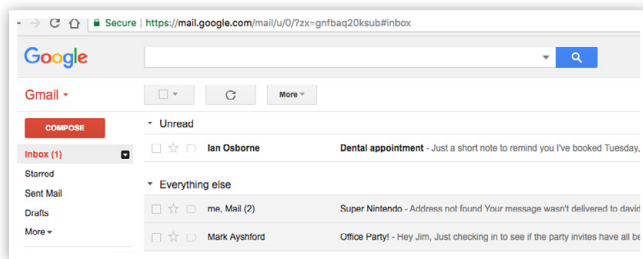 Secure | https://mail.google.com/mail/u/0/?zx=gnfbaq20ksub#inbox
Google
Gmail
More
COMPOSE
Unread
Inbox (1)
Ian Osborne Dental appointment - Just a short note to remind you I've booked Tuesday,
Starred
Everything else
Sent Mail
Drafts
me, Mail (2) Super Nintendo - Address not found Your message wasn't delivered to david
More
Mark Ayshford Office Party! - Hey Jim, Just checking in to see if the party invites have all be